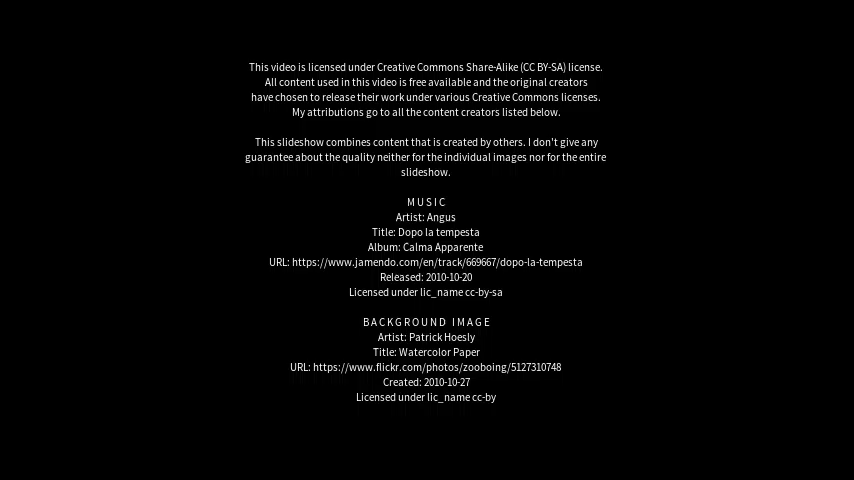 This video is licensed under Creative Commons Share-Alike (CC BY-SA) license.
All content used in this video is free available and the original creators
have chosen to release their work under various Creative Commons licenses.
My attributions go to all the content creators listed below.
This slideshow combines content that is created by others. I don't give any
guarantee about the quality neither for the individual images nor for the entire
slideshow.
MUSIC
Artist: Angus
Title: Dopo la tempesta
Album: Calma Apparente
URL: https://www.jamendo.com/en/track/669667/dopo-la-tempesta
Released: 2010-10-20
Licensed under lic_name cc-by-sa
BACKGROUND IMAGE
Artist: Patrick Hoesly
Title: Watercolor Paper
URL: https://www.flickr.com/photos/zooboing/5127310748
Created: 2010-10-27
Licensed under lic_name cc-by